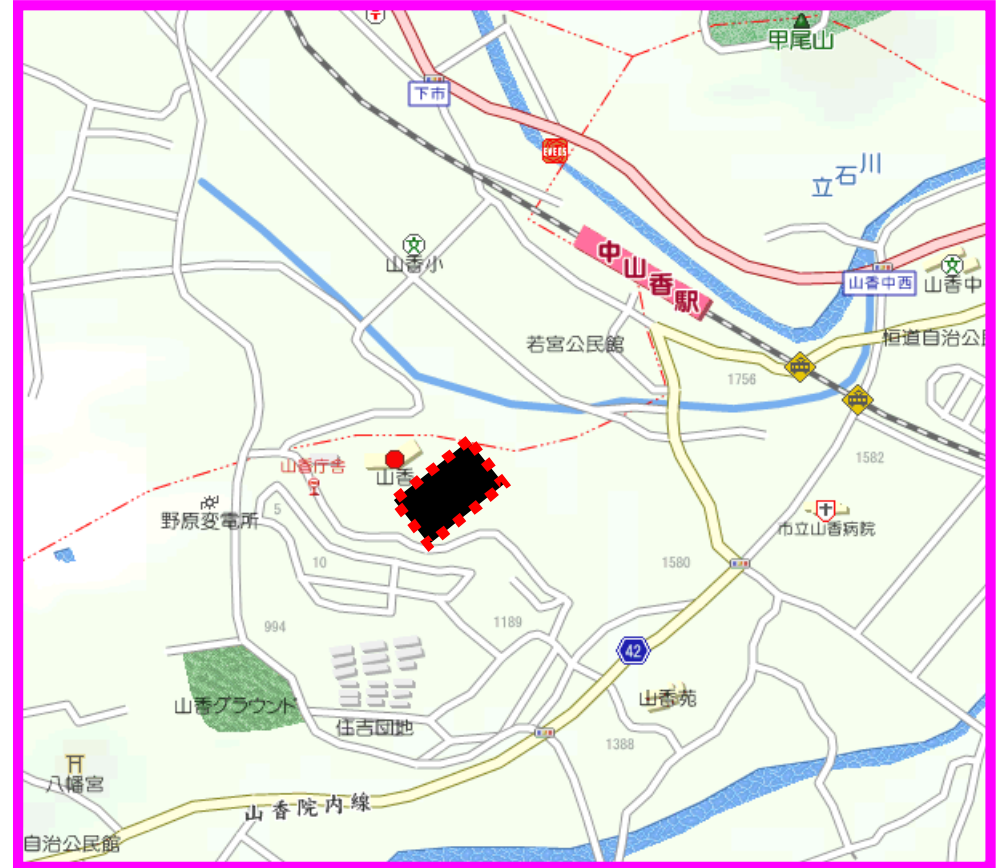 甲尾山
下市
ENEOS
立石川
山香小
中山香駅
山香中西
山香中
若宮公民館
恒道自治公
1756
1582
山香庁舎
山香
野原変電所
5
市立山香病院
10
1580
994
1189
42
山香グラウンド
住吉団地
山香苑
1388
八幡宮
山香院内線
自治公民館